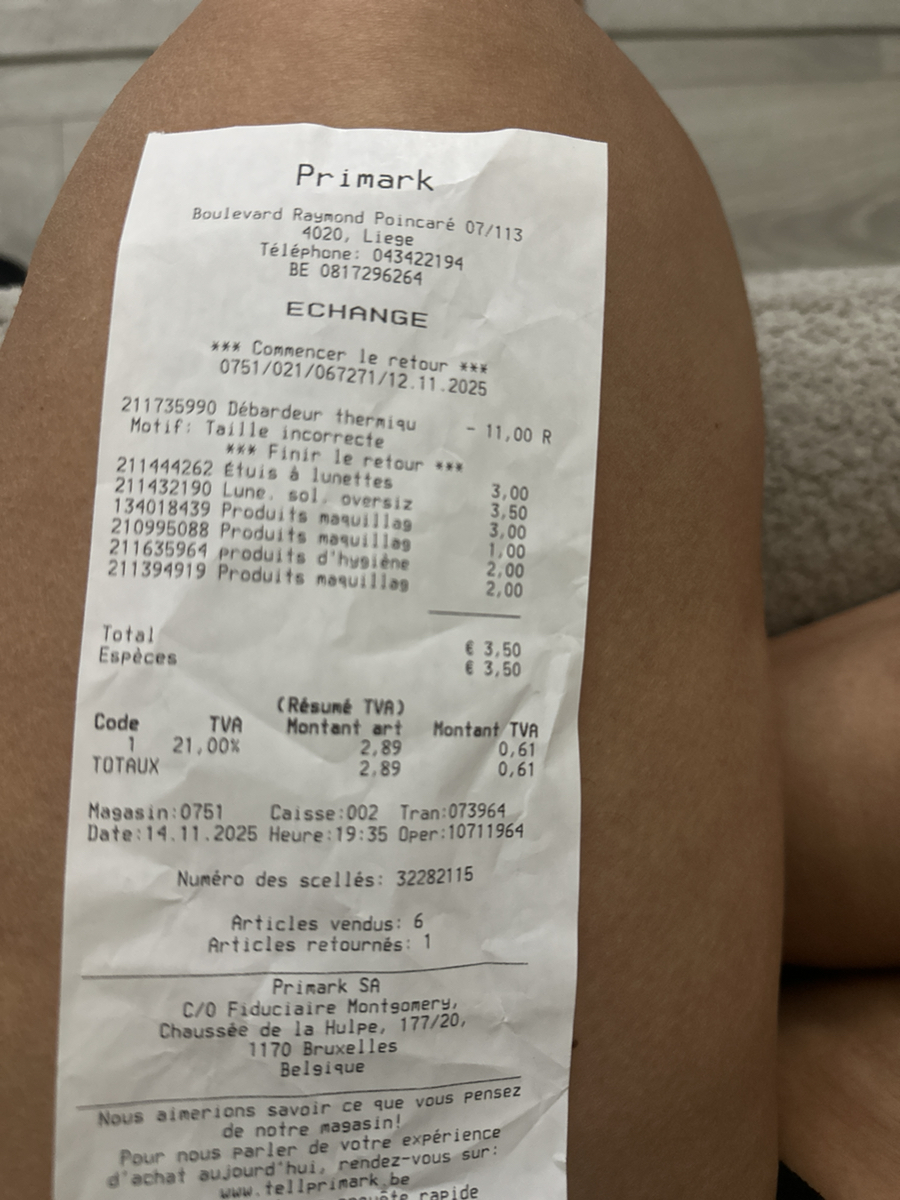 Primark
Boulevard Raymond Poincaré 07/113
4020, Liege
Téléphone: 043422194
BE 0817296264
ECHANGE
*** Commencer le retour ***
0751/021/067271/12.11.2025
211735990 Débardeur thermiqu - 11,00 R
Motif: Taille incorrecte
*** Finir le retour ***
211444262 Étuis à lunettes 3,00
211432190 Lune. sol. oversiz 3,50
134018439 Produits maquillag 3,00
210995088 Produits maquillag 1,00
211635964 produits d'hygiène 2,00
211394919 Produits maquillag 2,00
Total € 3,50
Espèces € 3,50
(Résumé TVA)
Code TVA Montant art Montant TVA
1 21,00% 2,89 0,61
TOTAUX 2,89 0,61
Magasin:0751 Caisse:002 Tran:073964
Date:14.11.2025 Heure:19:35 Oper:10711964
Numéro des scellés: 32282115
Articles vendus: 6
Articles retournés: 1
Primark SA
C/O Fiduciaire Montgomery,
Chaussée de la Hulpe, 177/20,
1170 Bruxelles
Belgique
Nous aimerions savoir ce que vous pensez
de notre magasin!
Pour nous parler de votre expérience
d'achat aujourd'hui, rendez-vous sur:
www.tellprimark.be
rapide